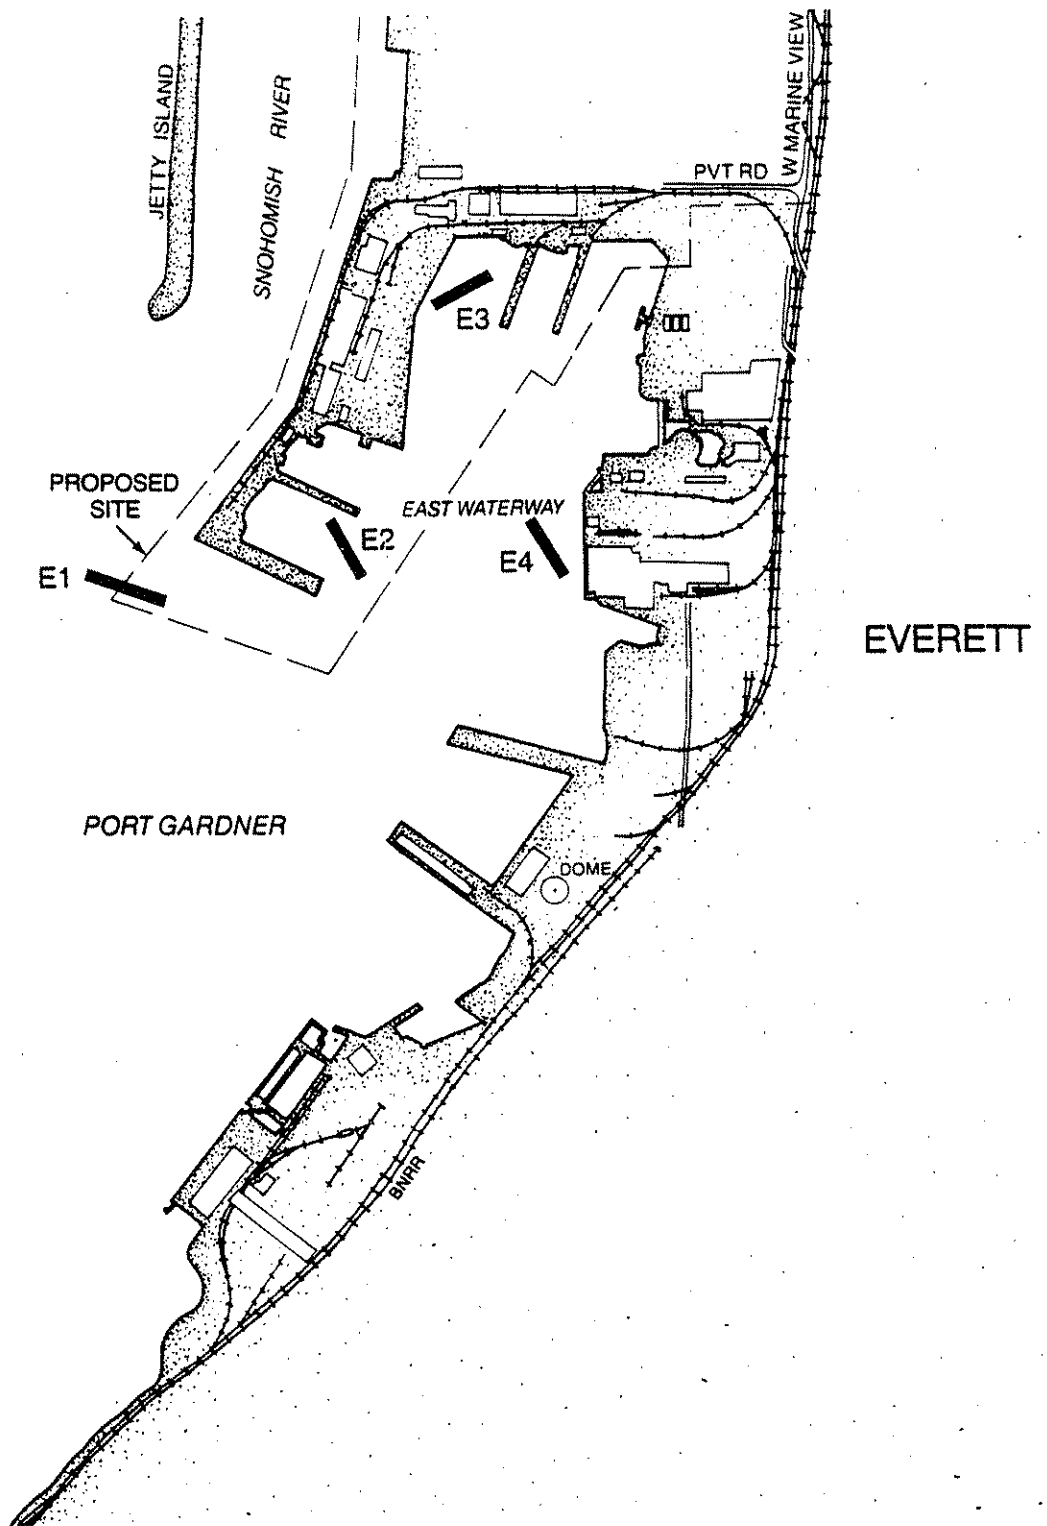 JETTY ISLAND
SNOHOMISH RIVER
W MARINE VIEW
PVT RD
E3
PROPOSED
SITE
EAST WATERWAY
E2
E4
E1
EVERETT
PORT GARDNER
DOME
BNRR